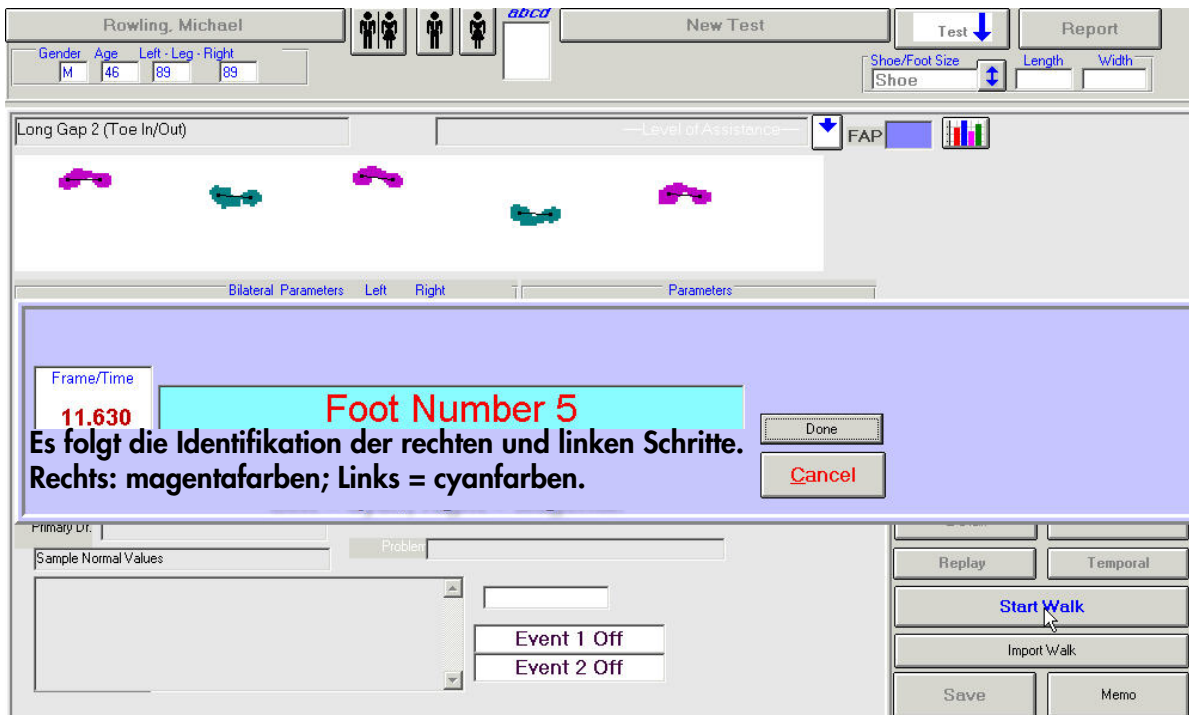 Rowling, Michael
abcd
New Test
Test
Report
Gender Age Left - Leg - Right
M 46 89 89
Shoe/Foot Size Length Width
Shoe
Long Gap 2 (Toe In/Out)
—Level of Assistance—
FAP
Bilateral Parameters Left Right
Parameters
Frame/Time
11.630
Foot Number 5
Done
Es folgt die Identifikation der rechten und linken Schritte.
Rechts: magentafarben; Links = cyanfarben.
Cancel
Primary Dr.
Problem
Sample Normal Values
Replay
Temporal
Start Walk
Event 1 Off
Import Walk
Event 2 Off
Save
Memo